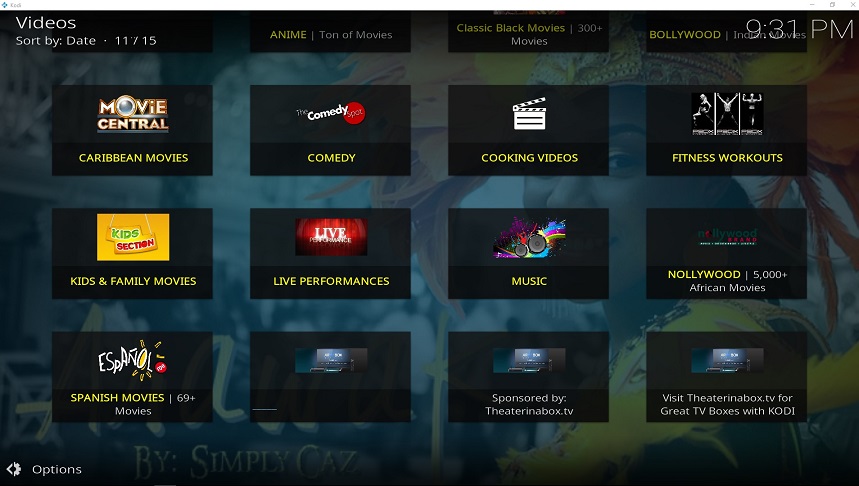 Kodi
Videos
Sort by: Date · 11 / 15
9:31 PM
ANIME | Ton of Movies
Classic Black Movies | 300+
Movies
BOLLYWOOD | Indian Movies
MOVIE
CENTRAL
CARIBBEAN MOVIES
The Comedy Spot
COMEDY
COOKING VIDEOS
P90X P90X P90X
FITNESS WORKOUTS
KIDS
SECTION
KIDS & FAMILY MOVIES
LIVE
PERFORMANCE
LIVE PERFORMANCES
MUSIC
nollywood
NOLLYWOOD | 5,000+
African Movies
ESPAÑOL
SPANISH MOVIES | 69+
Movies
Sponsored by:
Theaterinabox.tv
Visit Theaterinabox.tv for
Great TV Boxes with KODI
BY: SIMPLY CAZ
Options